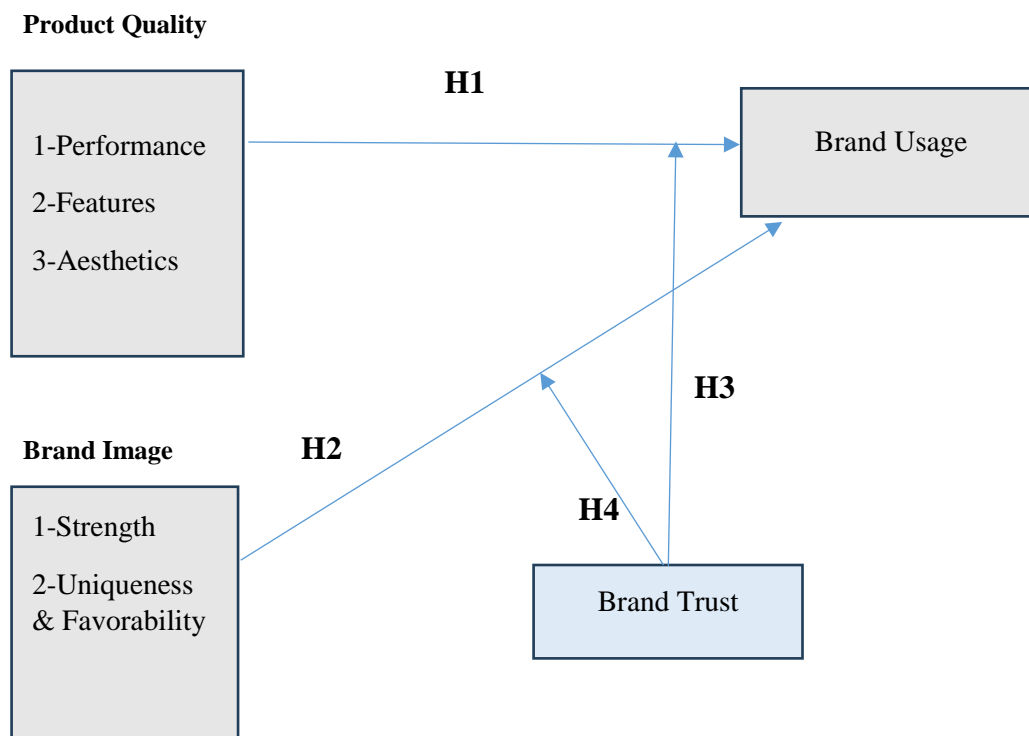 Product Quality
H1
1-Performance
2-Features
3-Aesthetics
Brand Usage
H3
Brand Image
H2
1-Strength
2-Uniqueness
& Favorability
H4
Brand Trust